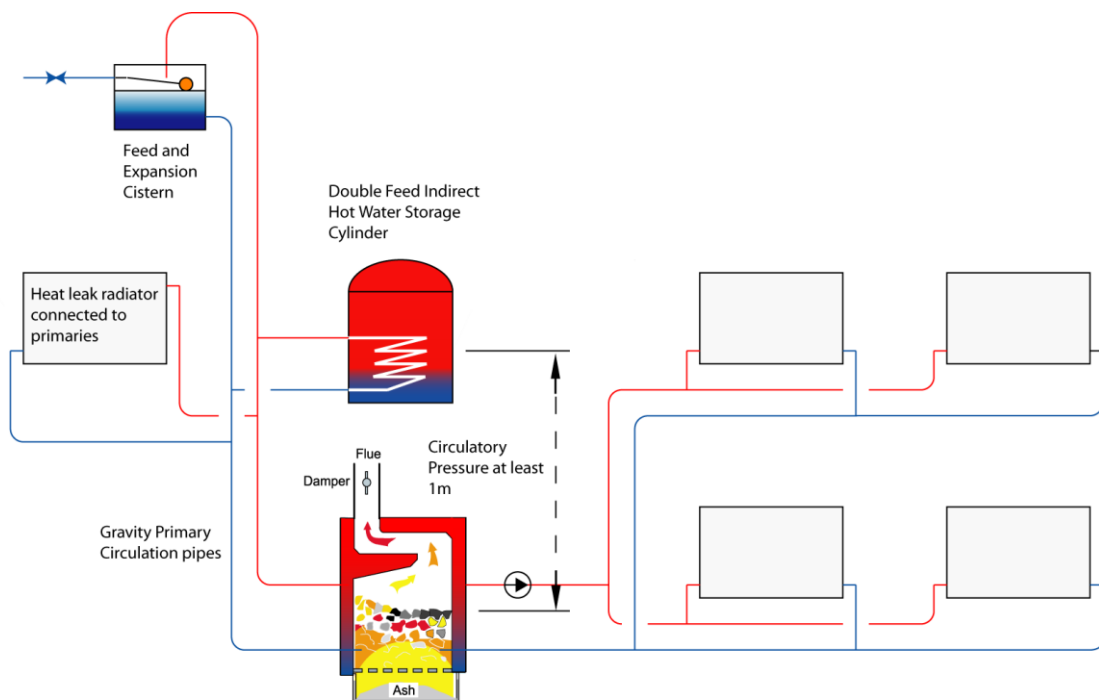 Feed and
Expansion
Cistern
Double Feed Indirect
Hot Water Storage
Cylinder
Heat leak radiator
connected to
primaries
Circulatory
Pressure at least
1m
Flue
Damper
Gravity Primary
Circulation pipes
Ash